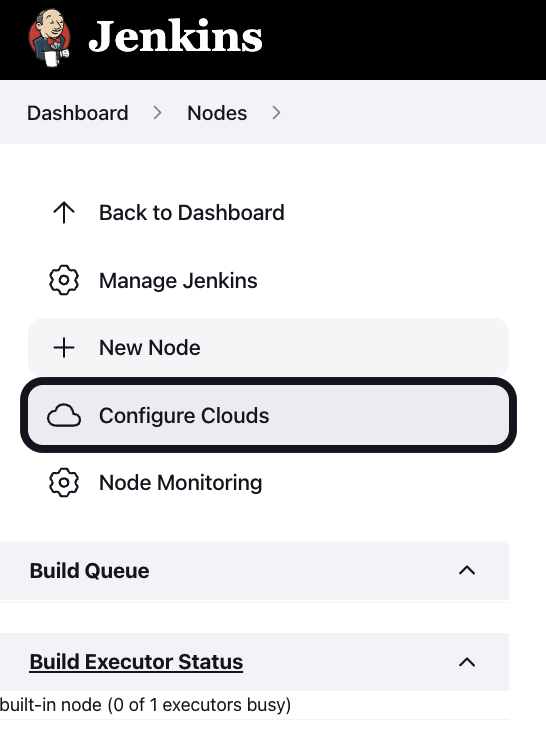 Jenkins
Dashboard > Nodes >
Back to Dashboard
Manage Jenkins
New Node
Configure Clouds
Node Monitoring
Build Queue
Build Executor Status
built-in node (0 of 1 executors busy)